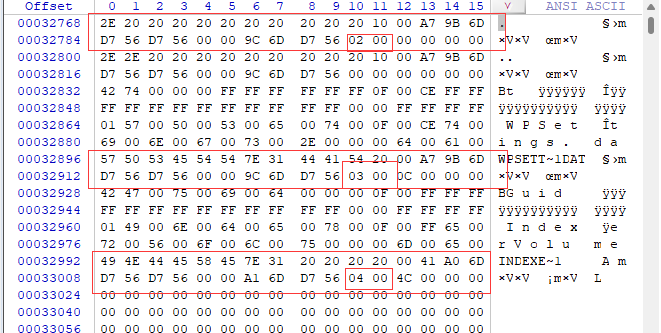 Offset 0 1 2 3 4 5 6 7 8 9 10 11 12 13 14 15 ANSI ASCII
00032768 2E 20 20 20 20 20 20 20 20 20 20 10 00 A7 9B 6D . §›m
00032784 D7 56 D7 56 00 00 9C 6D D7 56 02 00 00 00 00 00 ×V×V œm×V
00032800 2E 2E 20 20 20 20 20 20 20 20 20 10 00 A7 9B 6D .. §›m
00032816 D7 56 D7 56 00 00 9C 6D D7 56 00 00 00 00 00 00 ×V×V œm×V
00032832 42 74 00 00 00 FF FF FF FF FF FF 0F 00 CE FF FF Bt ÿÿÿÿÿÿ Îÿÿ
00032848 FF FF FF FF FF FF FF FF FF FF 00 00 FF FF FF FF ÿÿÿÿÿÿÿÿÿÿ ÿÿÿÿ
00032864 01 57 00 50 00 53 00 65 00 74 00 0F 00 CE 74 00 W P S e t Ît
00032880 69 00 6E 00 67 00 73 00 2E 00 00 00 64 00 61 00 i n g s . d a
00032896 57 50 53 45 54 54 7E 31 44 41 54 20 00 A7 9B 6D WPSETT~1DAT §›m
00032912 D7 56 D7 56 00 00 9C 6D D7 56 03 00 0C 00 00 00 ×V×V œm×V
00032928 42 47 00 75 00 69 00 64 00 00 00 0F 00 FF FF FF BG u i d ÿÿÿ
00032944 FF FF FF FF FF FF FF FF FF FF 00 00 FF FF FF FF ÿÿÿÿÿÿÿÿÿÿ ÿÿÿÿ
00032960 01 49 00 6E 00 64 00 65 00 78 00 0F 00 FF 65 00 I n d e x ÿe
00032976 72 00 56 00 6F 00 6C 00 75 00 00 00 6D 00 65 00 r V o l u m e
00032992 49 4E 44 45 58 45 7E 31 20 20 20 20 00 41 A0 6D INDEXE~1 A m
00033008 D7 56 D7 56 00 00 A1 6D D7 56 04 00 4C 00 00 00 ×V×V ¡m×V L
00033024 00 00 00 00 00 00 00 00 00 00 00 00 00 00 00 00
00033040 00 00 00 00 00 00 00 00 00 00 00 00 00 00 00 00
00033056 00 00 00 00 00 00 00 00 00 00 00 00 00 00 00 00